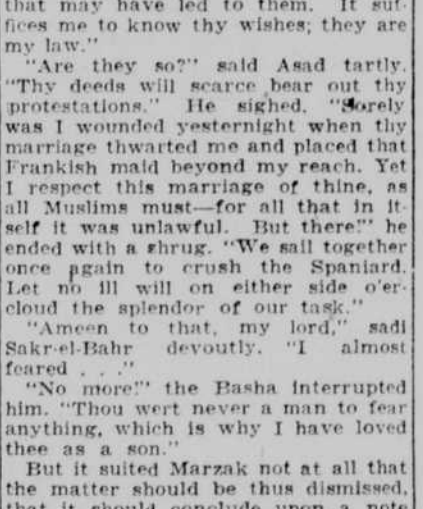 that may have led to them. It suf-
fices me to know thy wishes; they are
my law."
"Are they so?" said Asad tartly.
"Thy deeds will scarce bear out thy
protestations." He sighed. "Sorely
was I wounded yesternight when thy
marriage thwarted me and placed that
Frankish maid beyond my reach. Yet
I respect this marriage of thine, as
all Muslims must—for all that in it-
self it was unlawful. But there!" he
ended with a shrug. "We sail together
once again to crush the Spaniard.
Let no ill will on either side o'er-
cloud the splendor of our task."
"Ameen to that, my lord," sadi
Sakr-el-Bahr devoutly. "I almost
feared . . ."
"No more!" the Basha interrupted
him. "Thou wert never a man to fear
anything, which is why I have loved
thee as a son."
But it suited Marzak not at all that
the matter should be thus dismissed,
that it should conclude upon a note